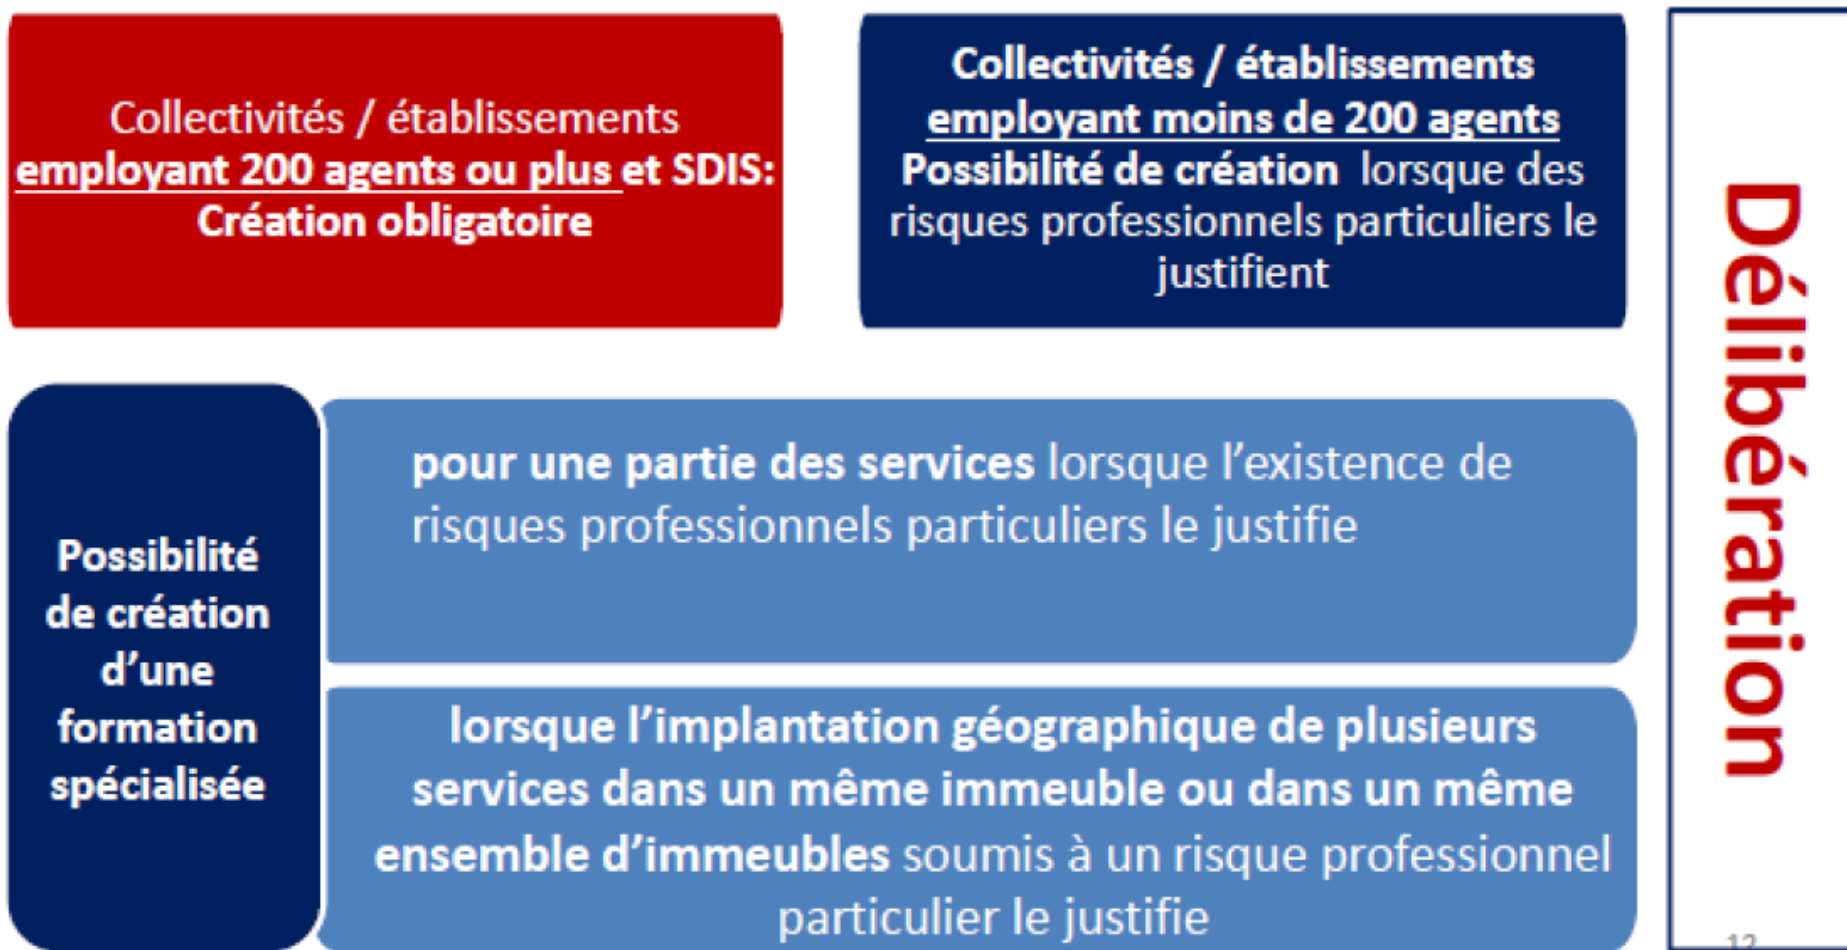 Collectivités / établissements
employant 200 agents ou plus et SDIS:
Création obligatoire
Collectivités / établissements
employant moins de 200 agents
Possibilité de création lorsque des
risques professionnels particuliers le
justifient
Possibilité
de création
d’une
formation
spécialisée
pour une partie des services lorsque l’existence de
risques professionnels particuliers le justifie
lorsque l’implantation géographique de plusieurs
services dans un même immeuble ou dans un même
ensemble d’immeubles soumis à un risque professionnel
particulier le justifie
Délibération